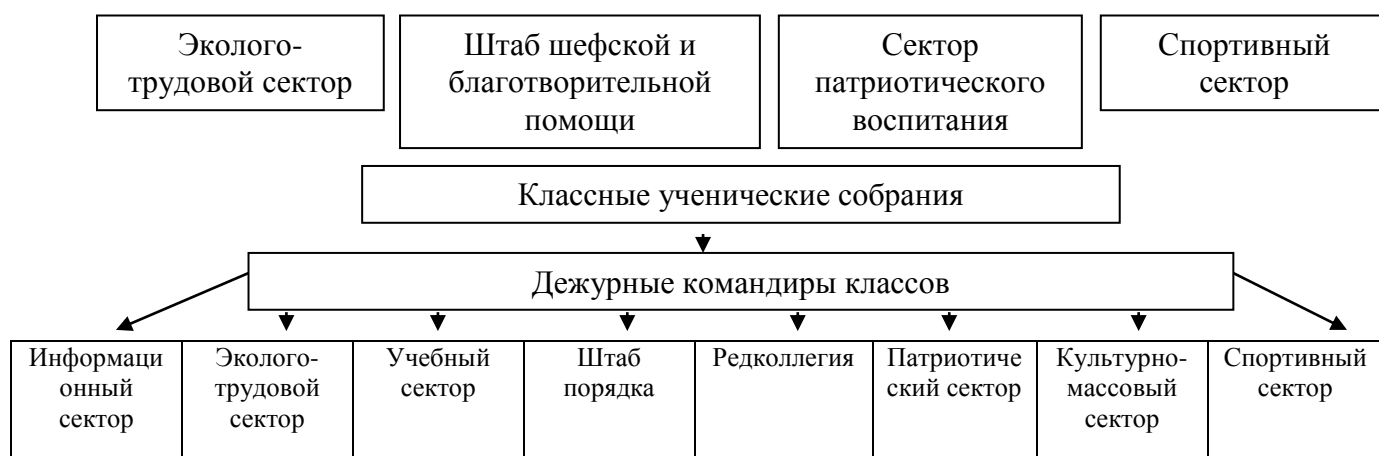 Эколого-
трудовой сектор
Штаб шефской и
благотворительной
помощи
Сектор
патриотического
воспитания
Спортивный
сектор
Классные ученические собрания
Дежурные командиры классов
Информаци
онный
сектор
Эколого-
трудовой
сектор
Учебный
сектор
Штаб
порядка
Редколлегия
Патриотиче
ский сектор
Культурно-
массовый
сектор
Спортивный
сектор